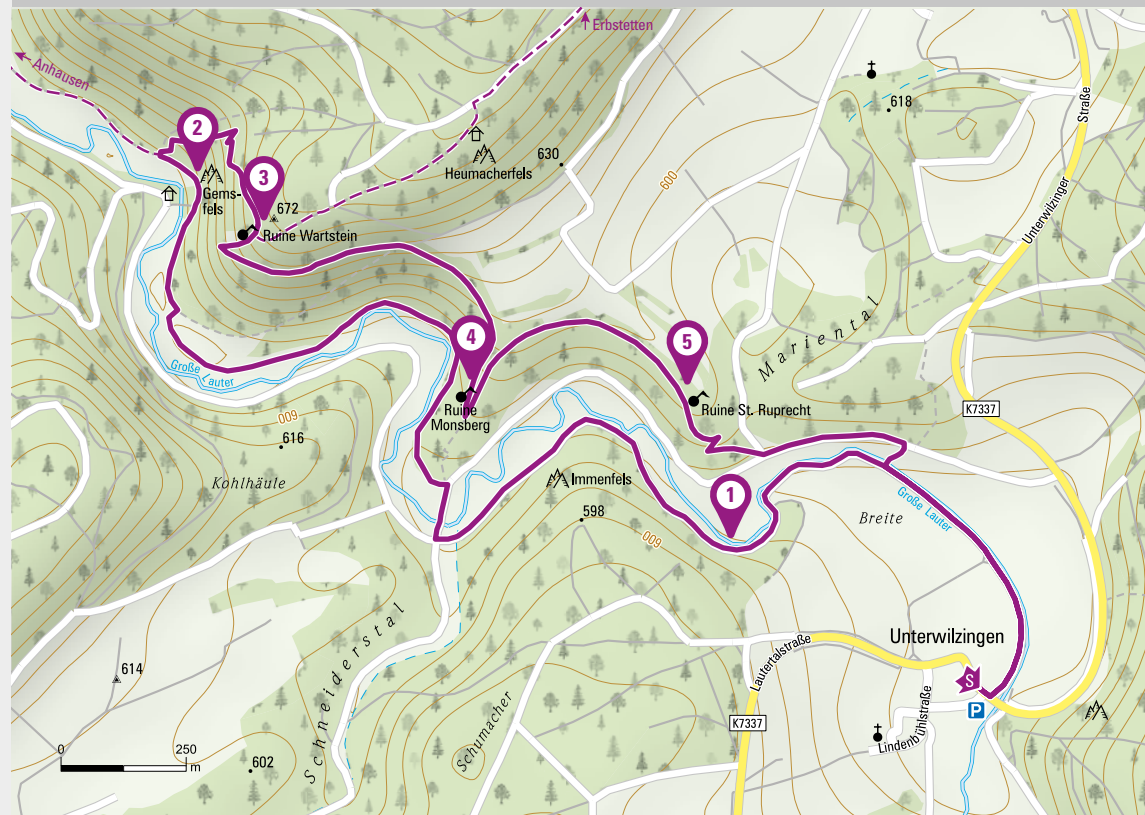 Erbstetten
Anhausen
Straße
Unterwilzinger
618
2
Heumacherfels
630
600
3
Gems-
fels
672
Ruine Wartstein
Mariental
4
5
Große Lauter
Ruine
Monsberg
Ruine St. Ruprecht
K7337
600
616
Kohlhäule
Immenfels
1
Große Lauter
Breite
598
600
Schneiderstal
Unterwilzingen
Lautertalstraße
614
S
P
Schumacher
K7337
Lindenbühlstraße
0
250
m
602